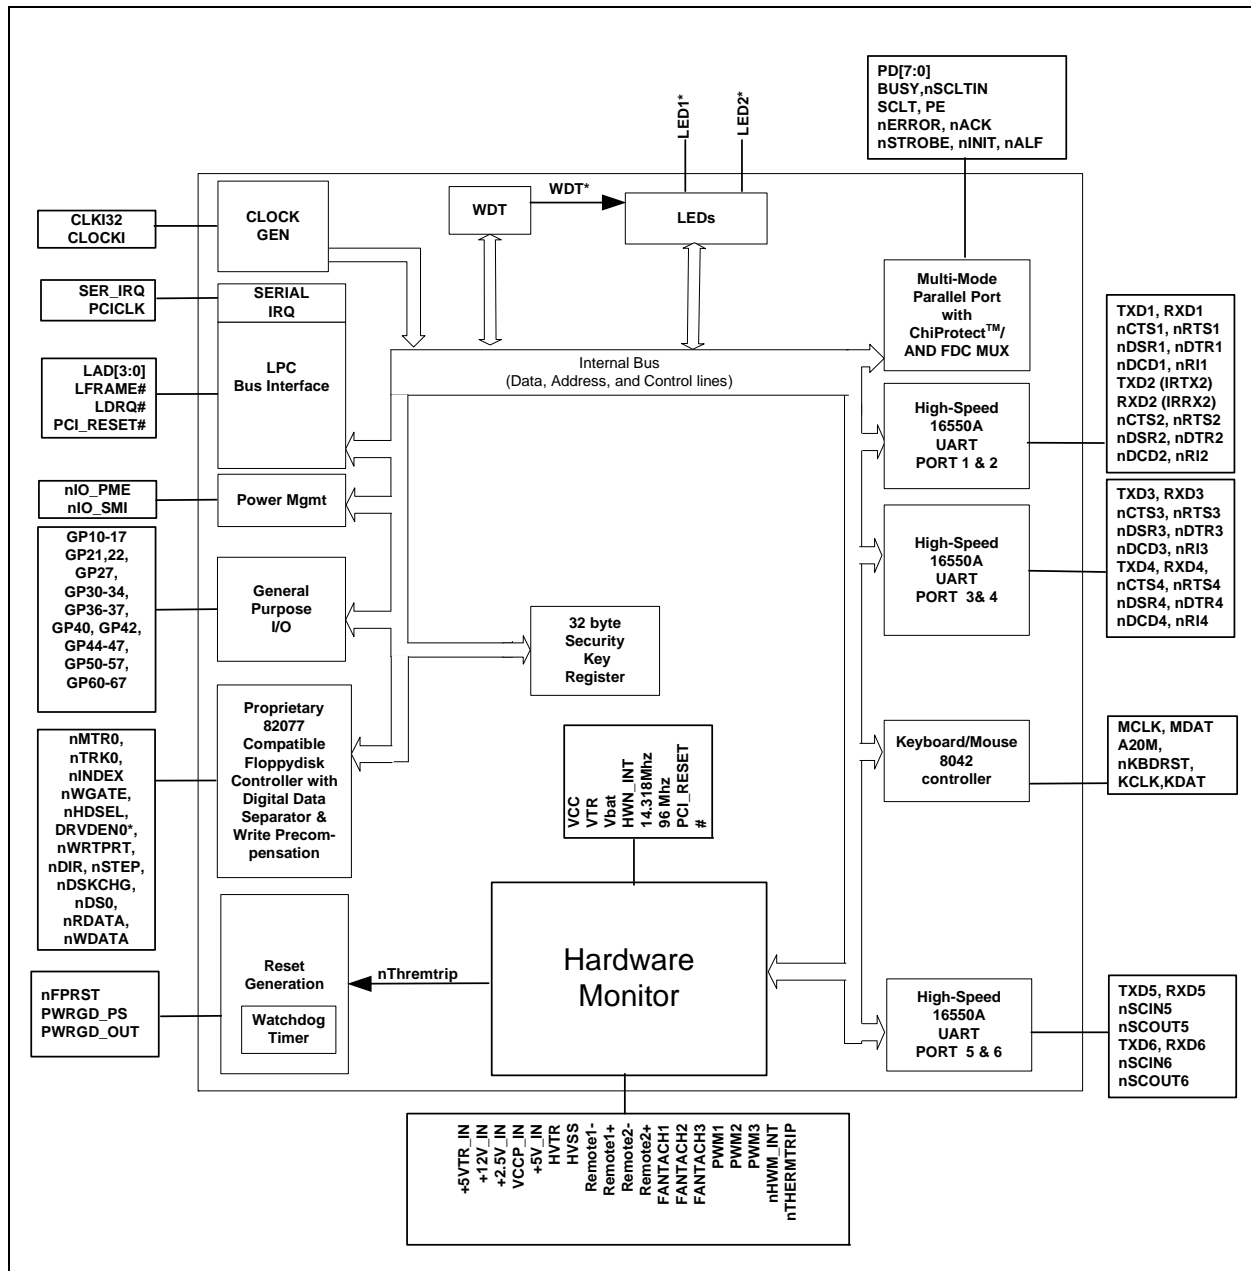 PD[7:0]
BUSY,nSCLTIN
SCLT, PE
nERROR, nACK
nSTROBE, nINIT, nALF
LED1*
LED2*
CLKI32
CLOCKI
CLOCK
GEN
WDT
WDT*
LEDs
SER_IRQ
PCICLK
SERIAL
IRQ
LAD[3:0]
LFRAME#
LDRQ#
PCI_RESET#
LPC
Bus Interface
Internal Bus
(Data, Address, and Control lines)
Multi-Mode
Parallel Port
with
ChiProtect™/
AND FDC MUX
High-Speed
16550A
UART
PORT 1 & 2
TXD1, RXD1
nCTS1, nRTS1
nDSR1, nDTR1
nDCD1, nRI1
TXD2 (IRTX2)
RXD2 (IRRX2)
nCTS2, nRTS2
nDSR2, nDTR2
nDCD2, nRI2
nIO_PME
nIO_SMI
Power Mgmt
High-Speed
16550A
UART
PORT 3& 4
TXD3, RXD3
nCTS3, nRTS3
nDSR3, nDTR3
nDCD3, nRI3
TXD4, RXD4,
nCTS4, nRTS4
nDSR4, nDTR4
nDCD4, nRI4
GP10-17
GP21,22,
GP27,
GP30-34,
GP36-37,
GP40, GP42,
GP44-47,
GP50-57,
GP60-67
General
Purpose
I/O
32 byte
Security
Key
Register
nMTR0,
nTRK0,
nINDEX
nWGATE,
nHDSEL,
DRVDEN0*,
nWRTPRT,
nDIR, nSTEP,
nDSKCHG,
nDS0,
nRDATA,
nWDATA
Proprietary
82077
Compatible
Floppydisk
Controller with
Digital Data
Separator &
Write Precom-
pensation
VCC
VTR
Vbat
HWN_INT
14.318Mhz
96 Mhz
PCI_RESET
#
Keyboard/Mouse
8042
controller
MCLK, MDAT
A20M,
nKBDRST,
KCLK,KDAT
Hardware
Monitor
nThremtrip
Reset
Generation
Watchdog
Timer
nFPRST
PWRGD_PS
PWRGD_OUT
High-Speed
16550A
UART
PORT 5 & 6
TXD5, RXD5
nSCIN5
nSCOUT5
TXD6, RXD6
nSCIN6
nSCOUT6
+5VTR_IN
+12V_IN
+2.5V_IN
VCCP_IN
+5V_IN
HVTR
HVSS
Remote1-
Remote1+
Remote2-
Remote2+
FANTACH1
FANTACH2
FANTACH3
PWM1
PWM2
PWM3
nHWM_INT
nTHERMTRIP